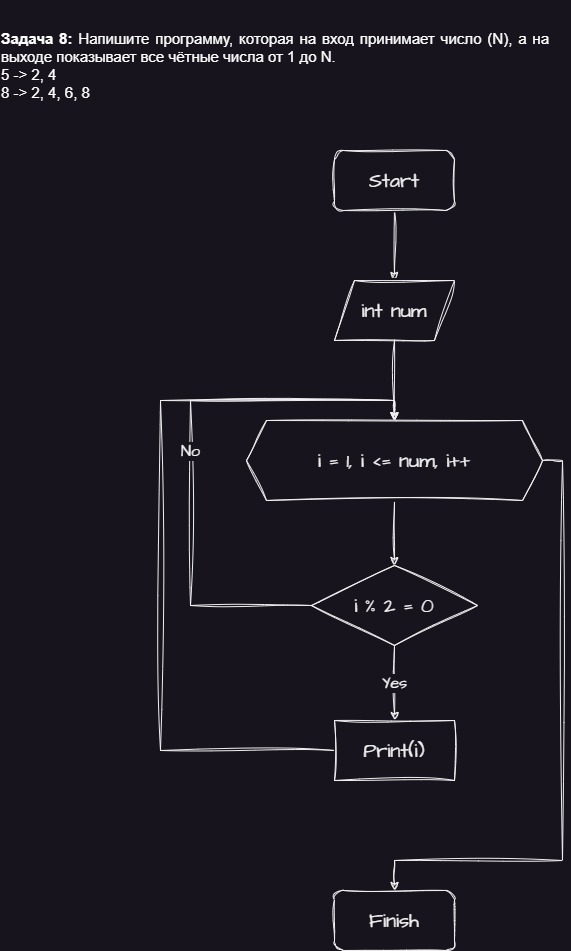 Задача 8: Напишите программу, которая на вход принимает число (N), а на
выходе показывает все чётные числа от 1 до N.
5 -> 2, 4
8 -> 2, 4, 6, 8
Start
int num
No
i = 1, i <= num, i++
i % 2 = 0
Yes
Print(i)
Finish